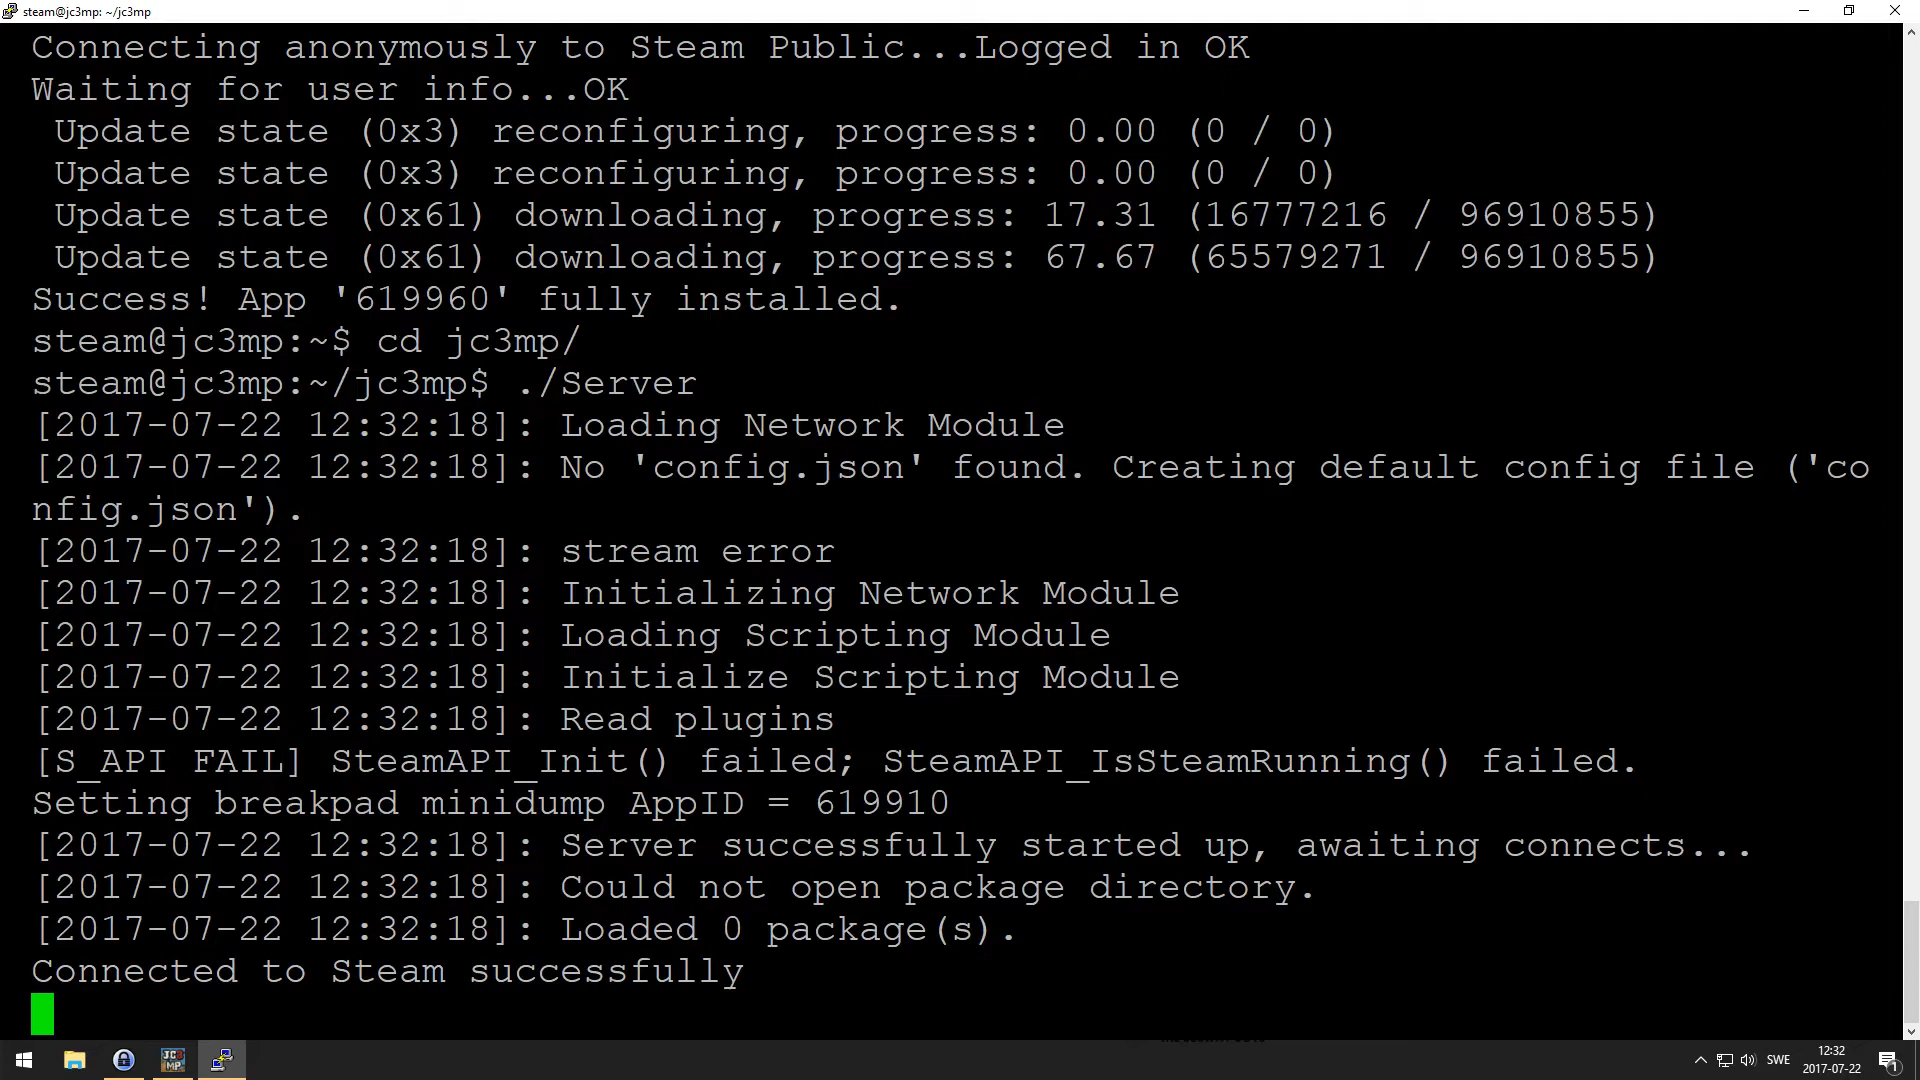 steam@jc3mp: ~/jc3mp
Connecting anonymously to Steam Public...Logged in OK
Waiting for user info...OK
 Update state (0x3) reconfiguring, progress: 0.00 (0 / 0)
 Update state (0x3) reconfiguring, progress: 0.00 (0 / 0)
 Update state (0x61) downloading, progress: 17.31 (16777216 / 96910855)
 Update state (0x61) downloading, progress: 67.67 (65579271 / 96910855)
Success! App '619960' fully installed.
steam@jc3mp:~$ cd jc3mp/
steam@jc3mp:~/jc3mp$ ./Server
[2017-07-22 12:32:18]: Loading Network Module
[2017-07-22 12:32:18]: No 'config.json' found. Creating default config file ('co
nfig.json').
[2017-07-22 12:32:18]: stream error
[2017-07-22 12:32:18]: Initializing Network Module
[2017-07-22 12:32:18]: Loading Scripting Module
[2017-07-22 12:32:18]: Initialize Scripting Module
[2017-07-22 12:32:18]: Read plugins
[S_API FAIL] SteamAPI_Init() failed; SteamAPI_IsSteamRunning() failed.
Setting breakpad minidump AppID = 619910
[2017-07-22 12:32:18]: Server successfully started up, awaiting connects...
[2017-07-22 12:32:18]: Could not open package directory.
[2017-07-22 12:32:18]: Loaded 0 package(s).
Connected to Steam successfully
JC3
MP
SWE
12:32
2017-07-22
1